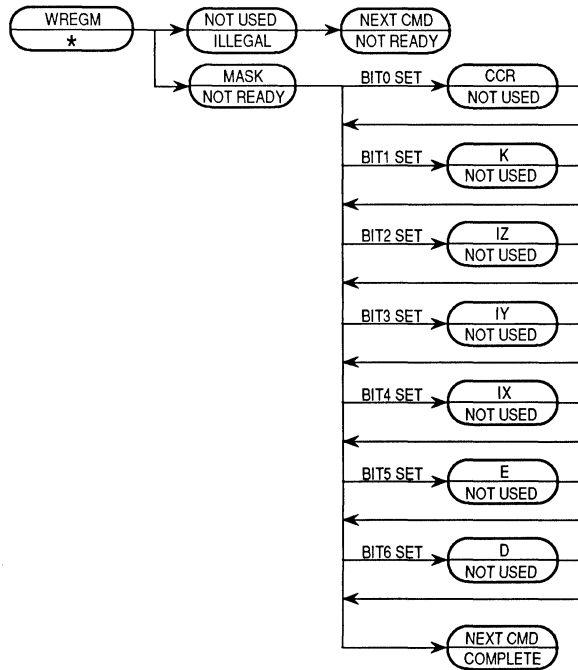 WREGM
*
NOT USED
ILLEGAL
NEXT CMD
NOT READY
MASK
NOT READY
BIT0 SET
CCR
NOT USED
BIT1 SET
K
NOT USED
BIT2 SET
IZ
NOT USED
BIT3 SET
IY
NOT USED
BIT4 SET
IX
NOT USED
BIT5 SET
E
NOT USED
BIT6 SET
D
NOT USED
NEXT CMD
COMPLETE